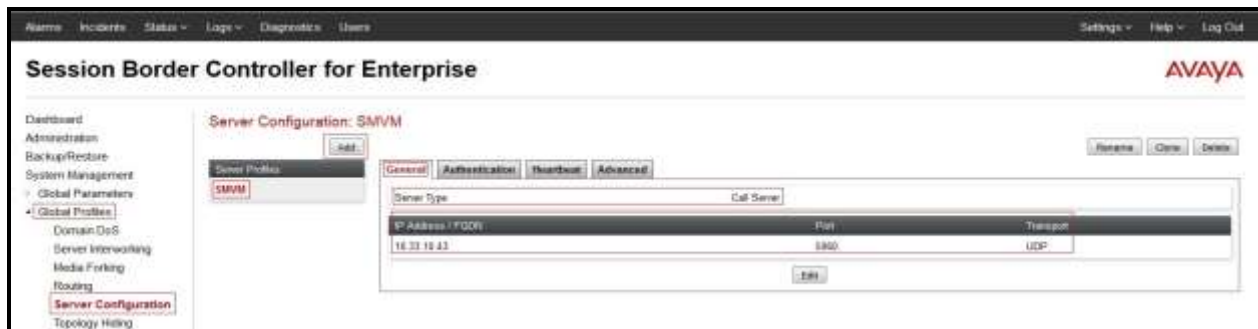 Alarms Incidents Status Logs Diagnostics Users Settings Help Log Out
Session Border Controller for Enterprise
AVAYA
Dashboard
Administration
Backup/Restore
System Management
Global Parameters
Global Profiles
Domain DoS
Server Interworking
Media Forking
Routing
Server Configuration
Topology Hiding
Server Configuration: SMVM
Add
Rename Clone Delete
Server Profiles
SMVM
General Authentication Heartbeat Advanced
Server Type Call Server
IP Address / FQDN Port Transport
5060 UDP
Edit